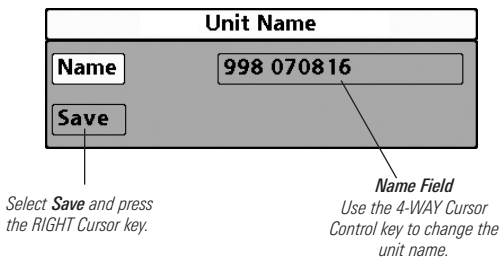 Unit Name
Name
998 070816
Save
Select Save and press
the RIGHT Cursor key.
Name Field
Use the 4-WAY Cursor
Control key to change the
unit name.